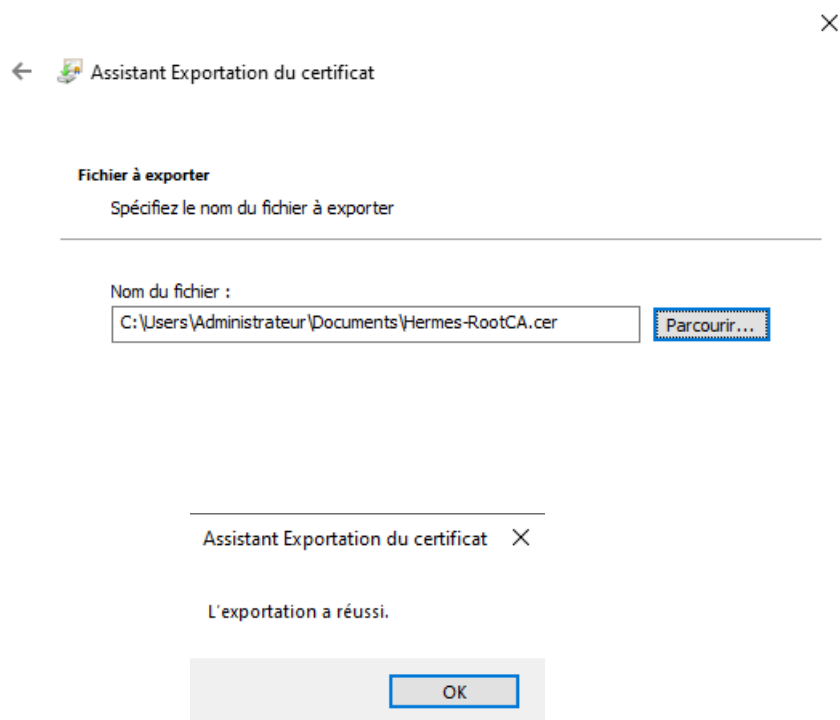 Assistant Exportation du certificat
Fichier à exporter
Spécifiez le nom du fichier à exporter
Nom du fichier :
C:\Users\Administrateur\Documents\Hermes-RootCA.cer
Parcourir...
Assistant Exportation du certificat
L'exportation a réussi.
OK